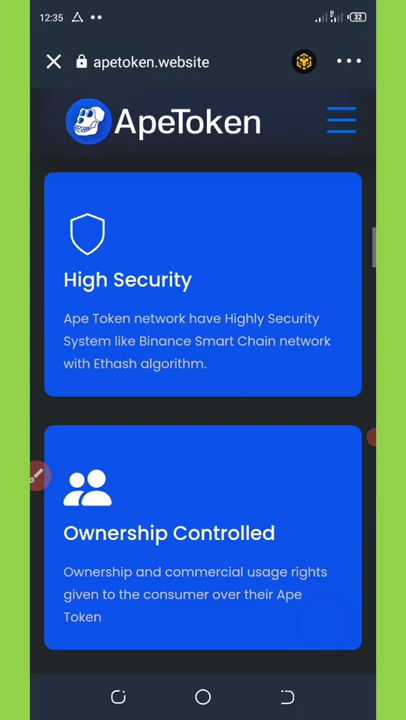 12:35
32
apetoken.website
ApeToken
High Security
Ape Token network have Highly Security
System like Binance Smart Chain network
with Ethash algorithm.
Ownership Controlled
Ownership and commercial usage rights
given to the consumer over their Ape
Token